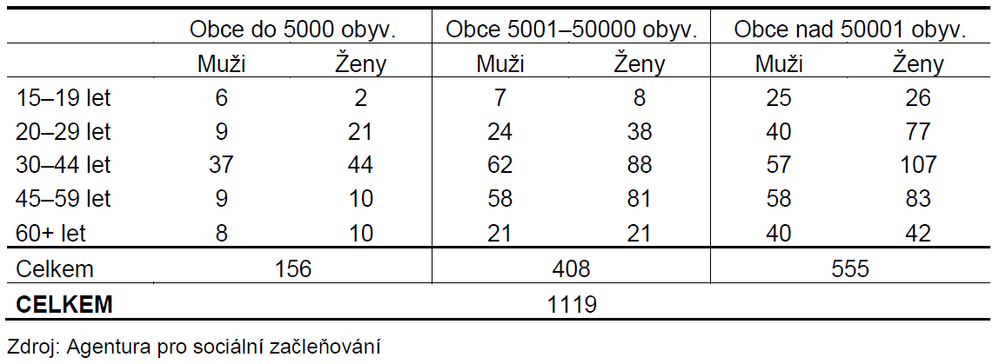 Obce do 5000 obyv. Obce 5001–50000 obyv. Obce nad 50001 obyv.
Muži Ženy Muži Ženy Muži Ženy
15–19 let 6 2 7 8 25 26
20–29 let 9 21 24 38 40 77
30–44 let 37 44 62 88 57 107
45–59 let 9 10 58 81 58 83
60+ let 8 10 21 21 40 42
Celkem 156 408 555
CELKEM 1119
Zdroj: Agentura pro sociální začleňování